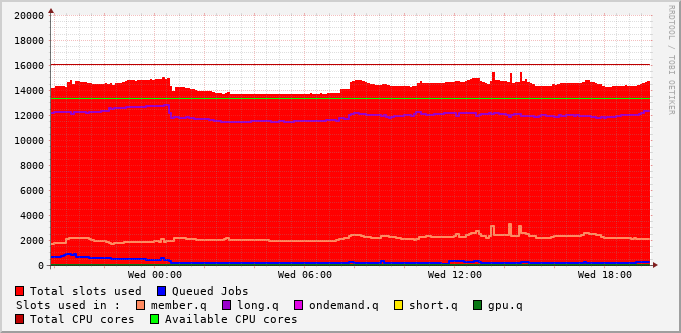 20000
18000
16000
14000
12000
10000
8000
6000
4000
2000
0
Wed 00:00 Wed 06:00 Wed 12:00 Wed 18:00
RRDTOOL / TOBI OETIKER
Total slots used Queued Jobs
Slots used in : member.q long.q ondemand.q short.q gpu.q
Total CPU cores Available CPU cores